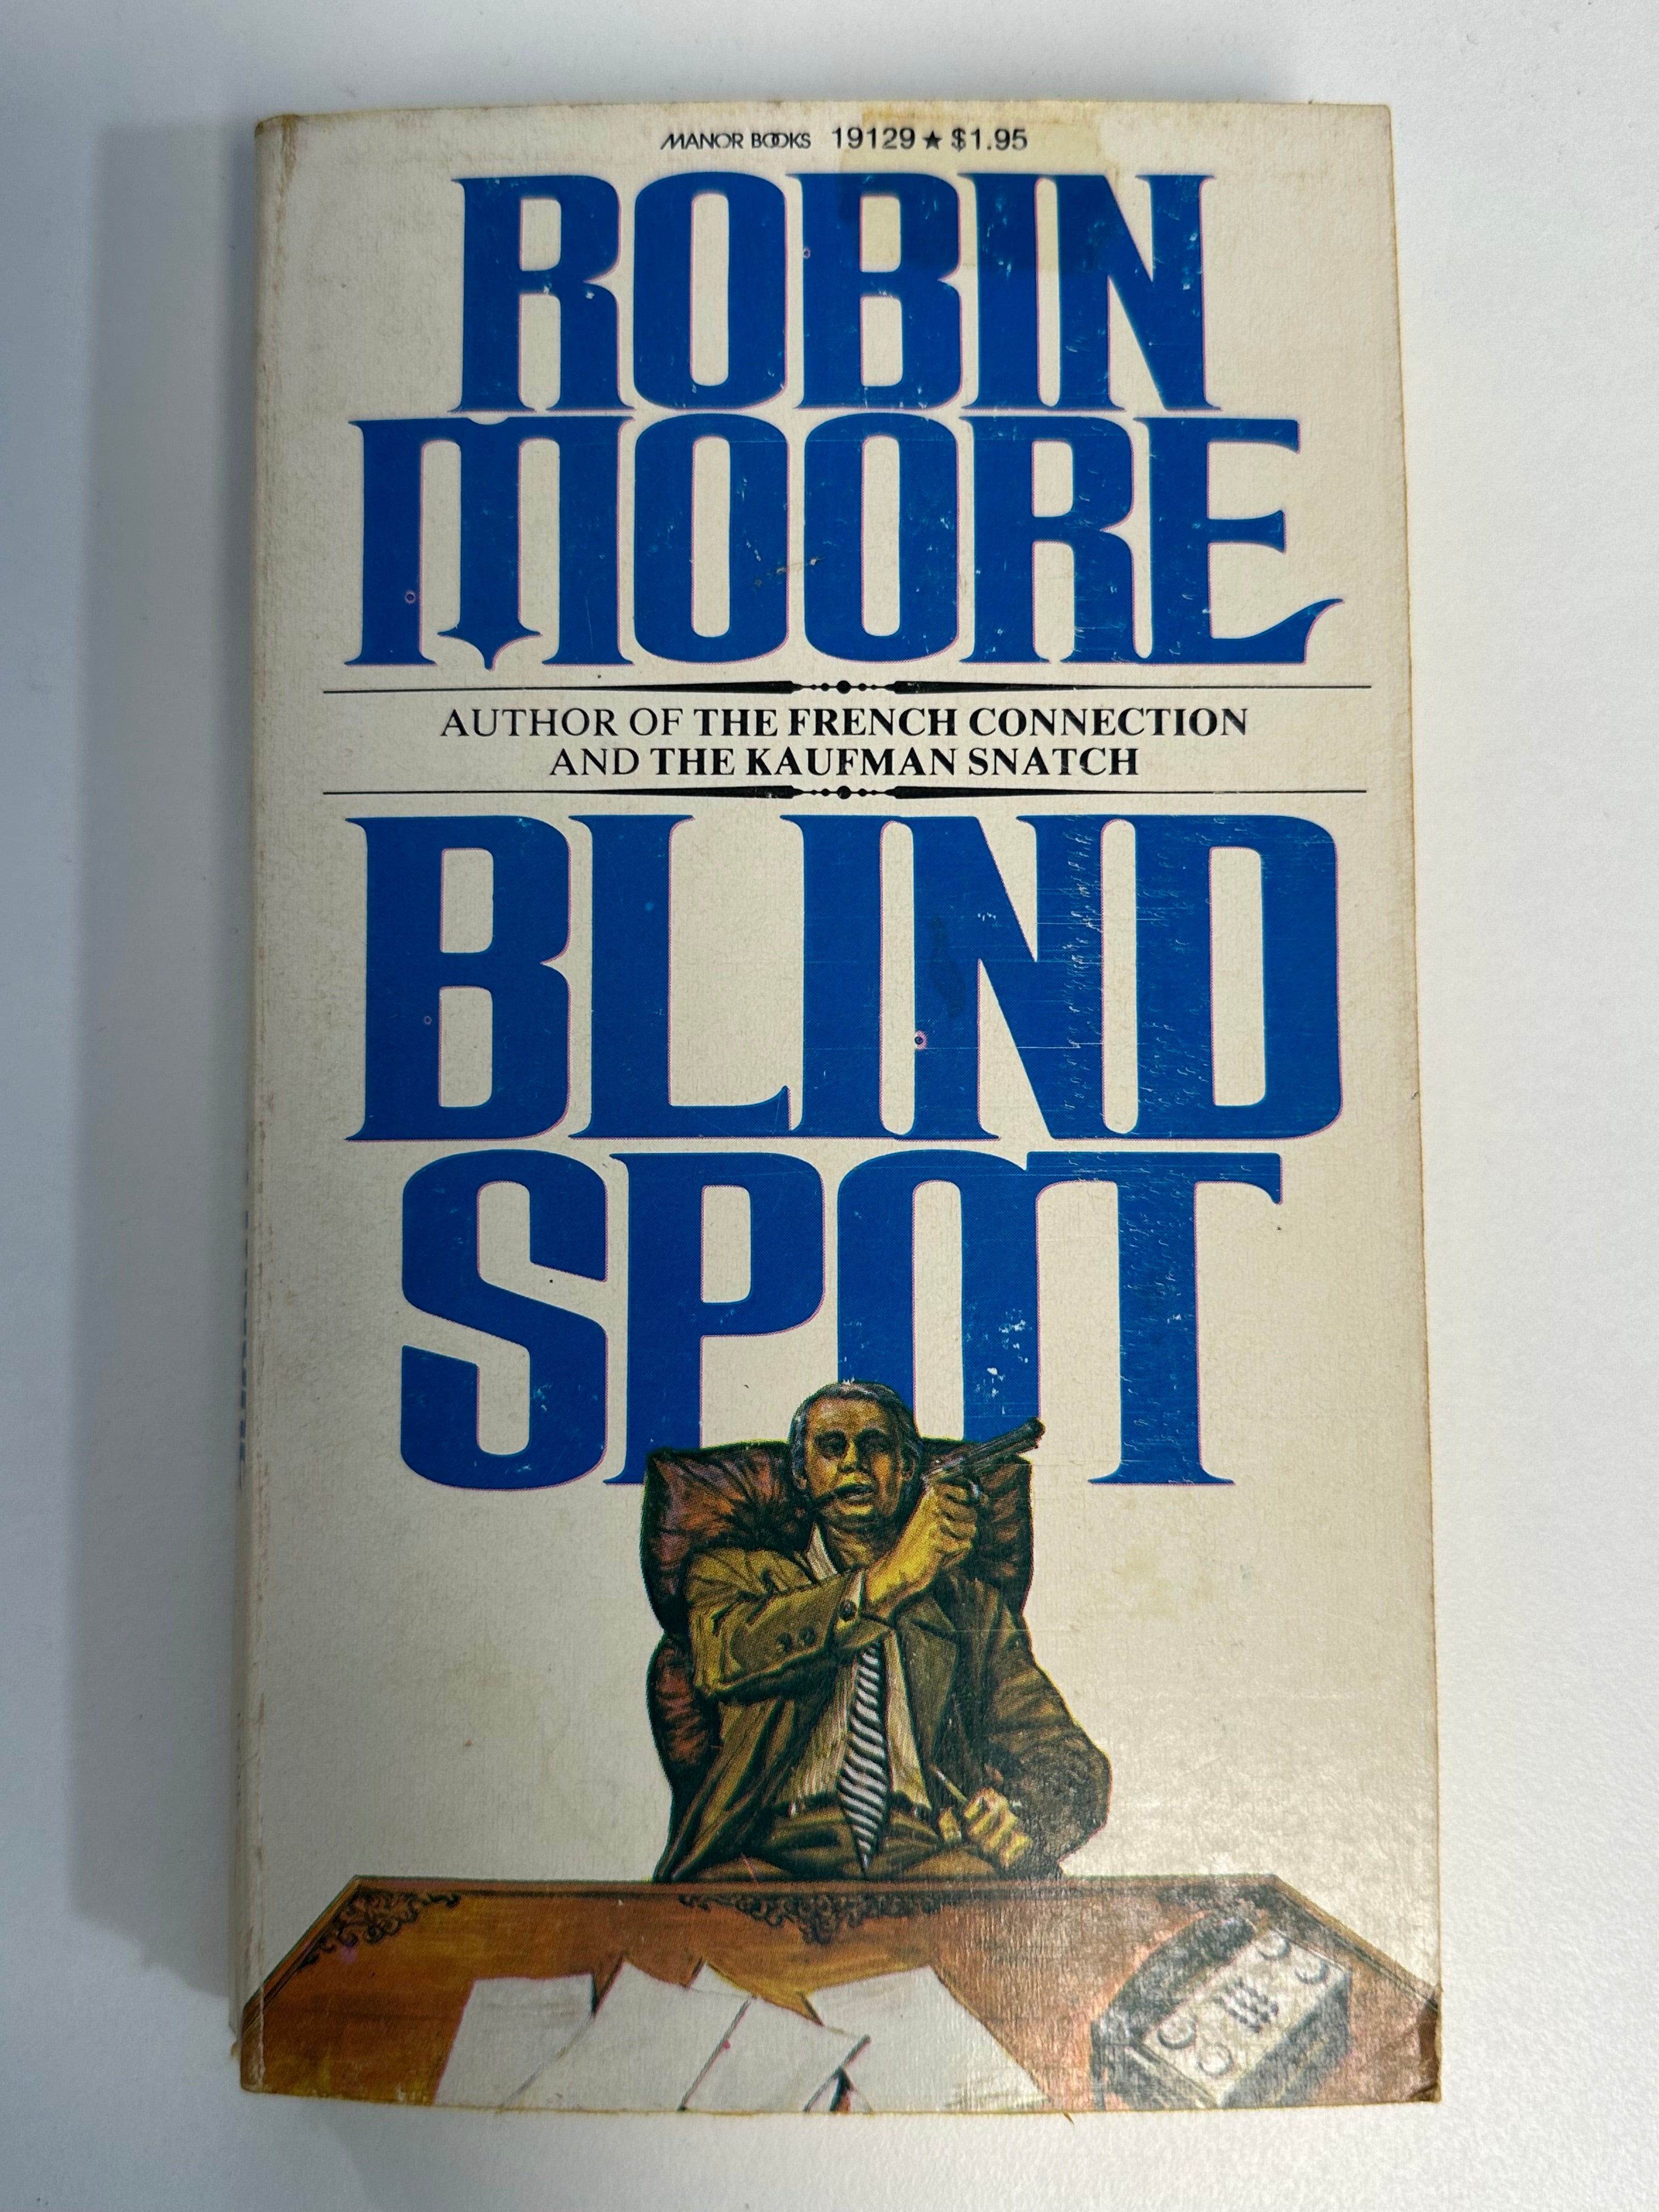 MANOR BOOKS 19129 ★ $1.95
ROBIN
MOORE
AUTHOR OF THE FRENCH CONNECTION
AND THE KAUFMAN SNATCH
BLIND
SPOT